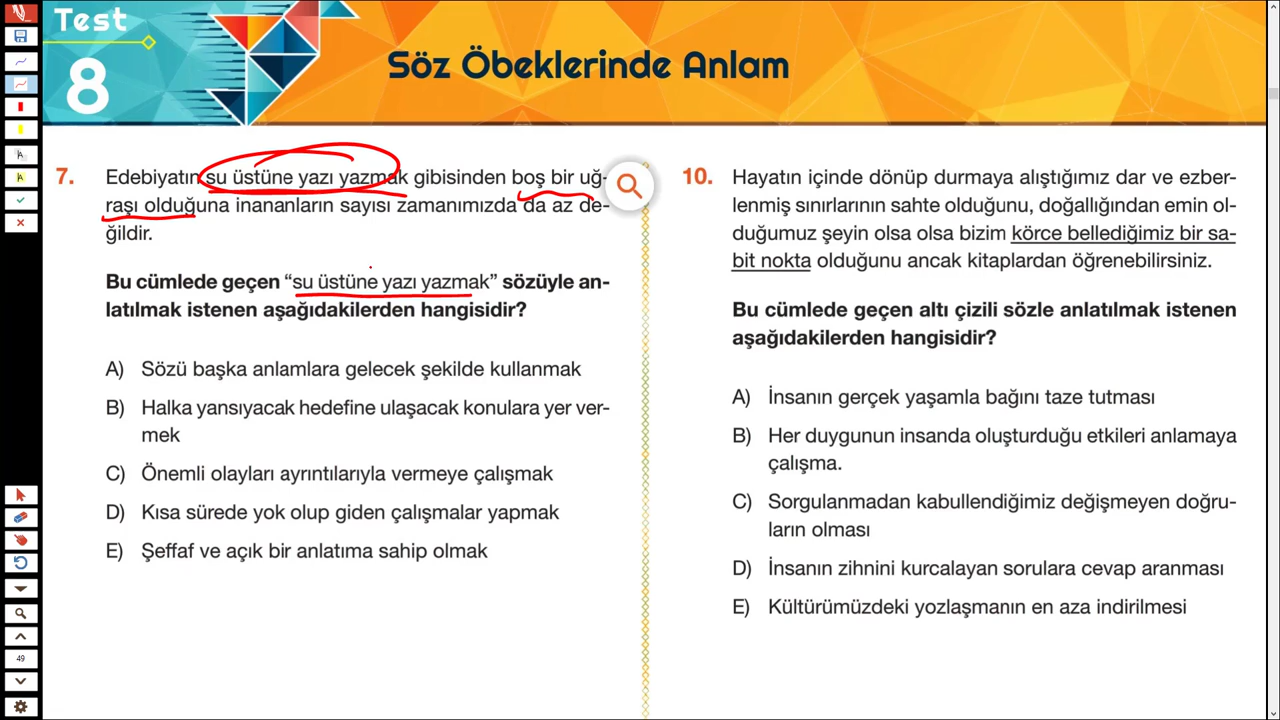 Test
8
Söz Öbeklerinde Anlam
7. Edebiyatın su üstüne yazı yazmak gibisinden boş bir uğ-
raşı olduğuna inananların sayısı zamanımızda da az de-
ğildir.
Bu cümlede geçen “su üstüne yazı yazmak” sözüyle an-
latılmak istenen aşağıdakilerden hangisidir?
A) Sözü başka anlamlara gelecek şekilde kullanmak
B) Halka yansıyacak hedefine ulaşacak konulara yer ver-
mek
C) Önemli olayları ayrıntılarıyla vermeye çalışmak
D) Kısa sürede yok olup giden çalışmalar yapmak
E) Şeffaf ve açık bir anlatıma sahip olmak
10. Hayatın içinde dönüp durmaya alıştığımız dar ve ezber-
lenmiş sınırlarının sahte olduğunu, doğallığından emin ol-
duğumuz şeyin olsa olsa bizim körce bellediğimiz bir sa-
bit nokta olduğunu ancak kitaplardan öğrenebilirsiniz.
Bu cümlede geçen altı çizili sözle anlatılmak istenen
aşağıdakilerden hangisidir?
A) İnsanın gerçek yaşamla bağını taze tutması
B) Her duygunun insanda oluşturduğu etkileri anlamaya
çalışma.
C) Sorgulanmadan kabullendiğimiz değişmeyen doğru-
ların olması
D) İnsanın zihnini kurcalayan sorulara cevap aranması
E) Kültürümüzdeki yozlaşmanın en aza indirilmesi
A
A
49